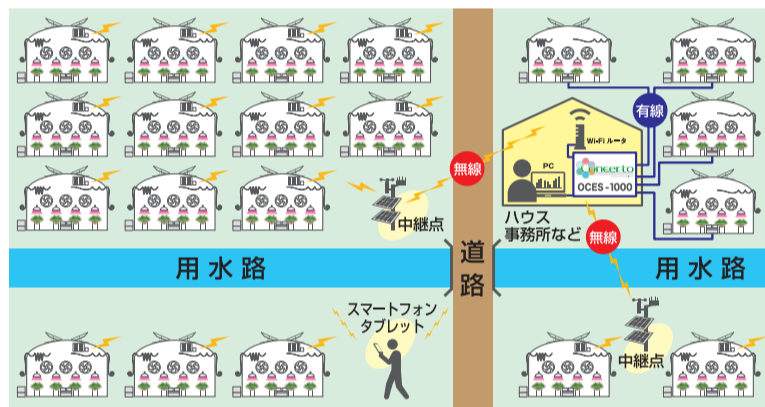 有線
Wi-Fi ルータ
PC
Concerto
OCES-1000
無線
中継点
ハウス
事務所など
無線
道路
用水路
用水路
スマートフォン
タブレット
中継点